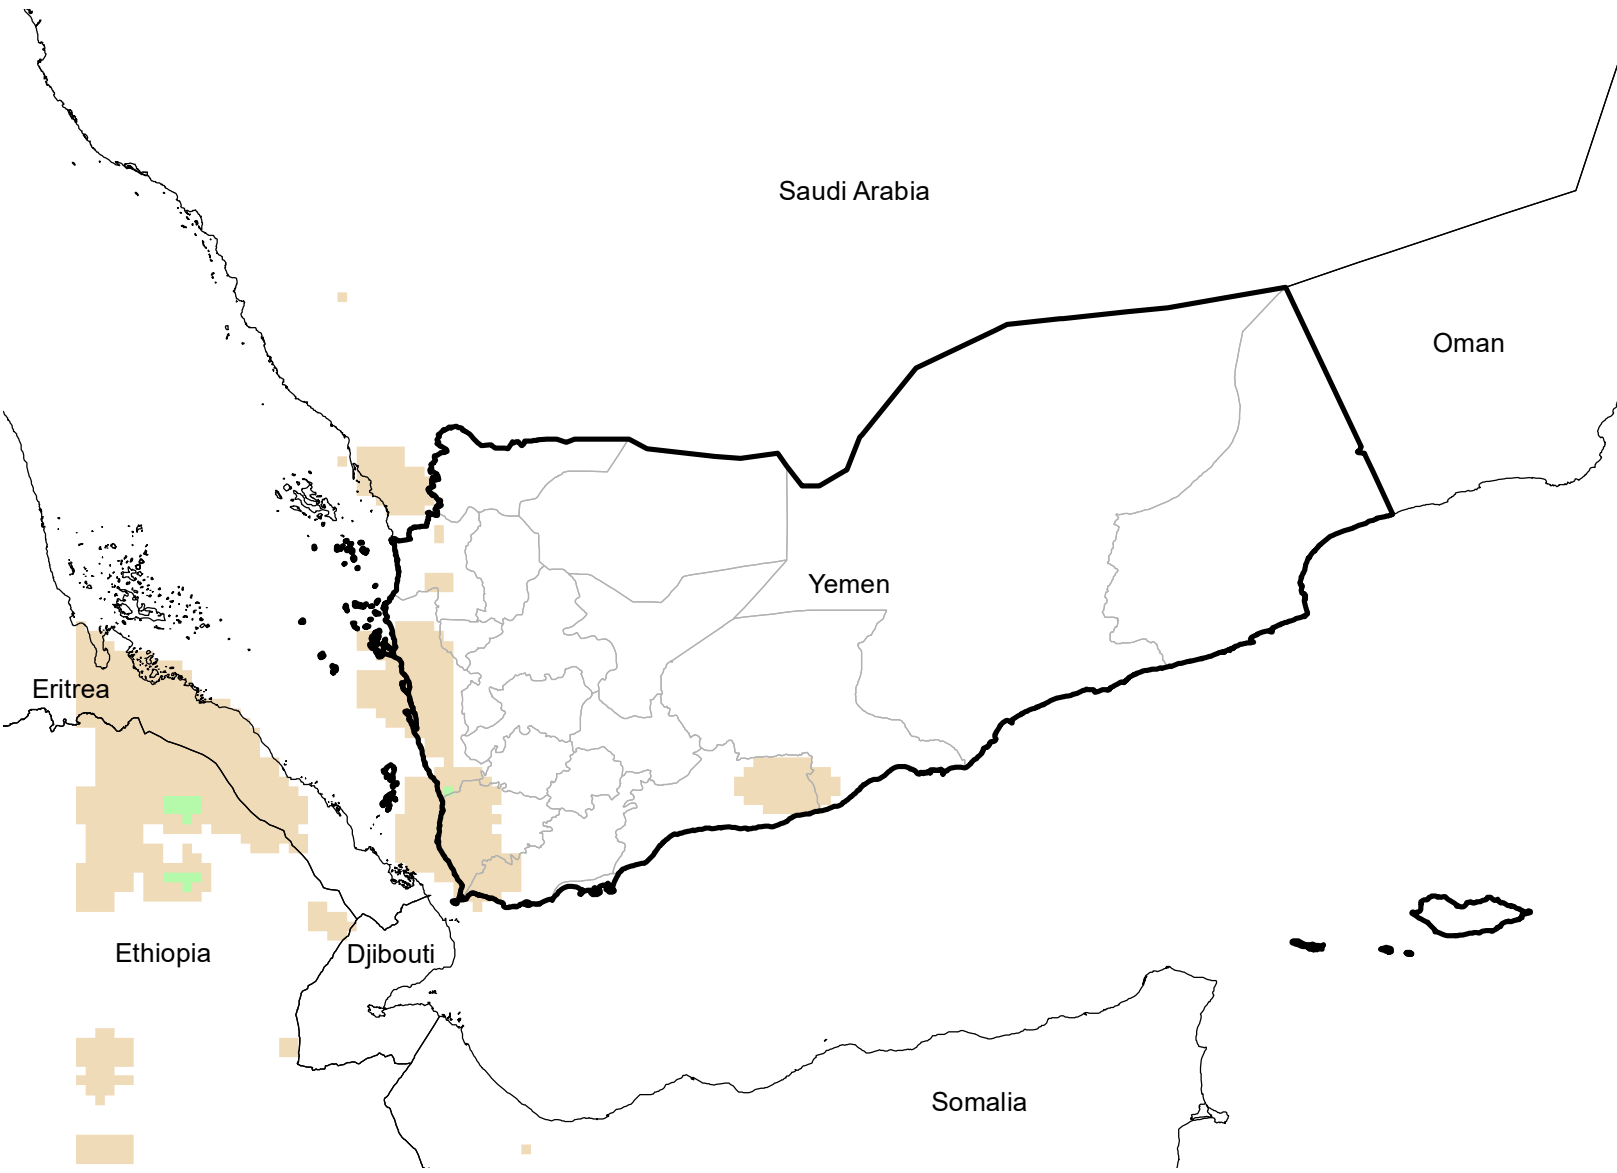 Saudi Arabia
Oman
Yemen
Eritrea
Ethiopia
Djibouti
Somalia